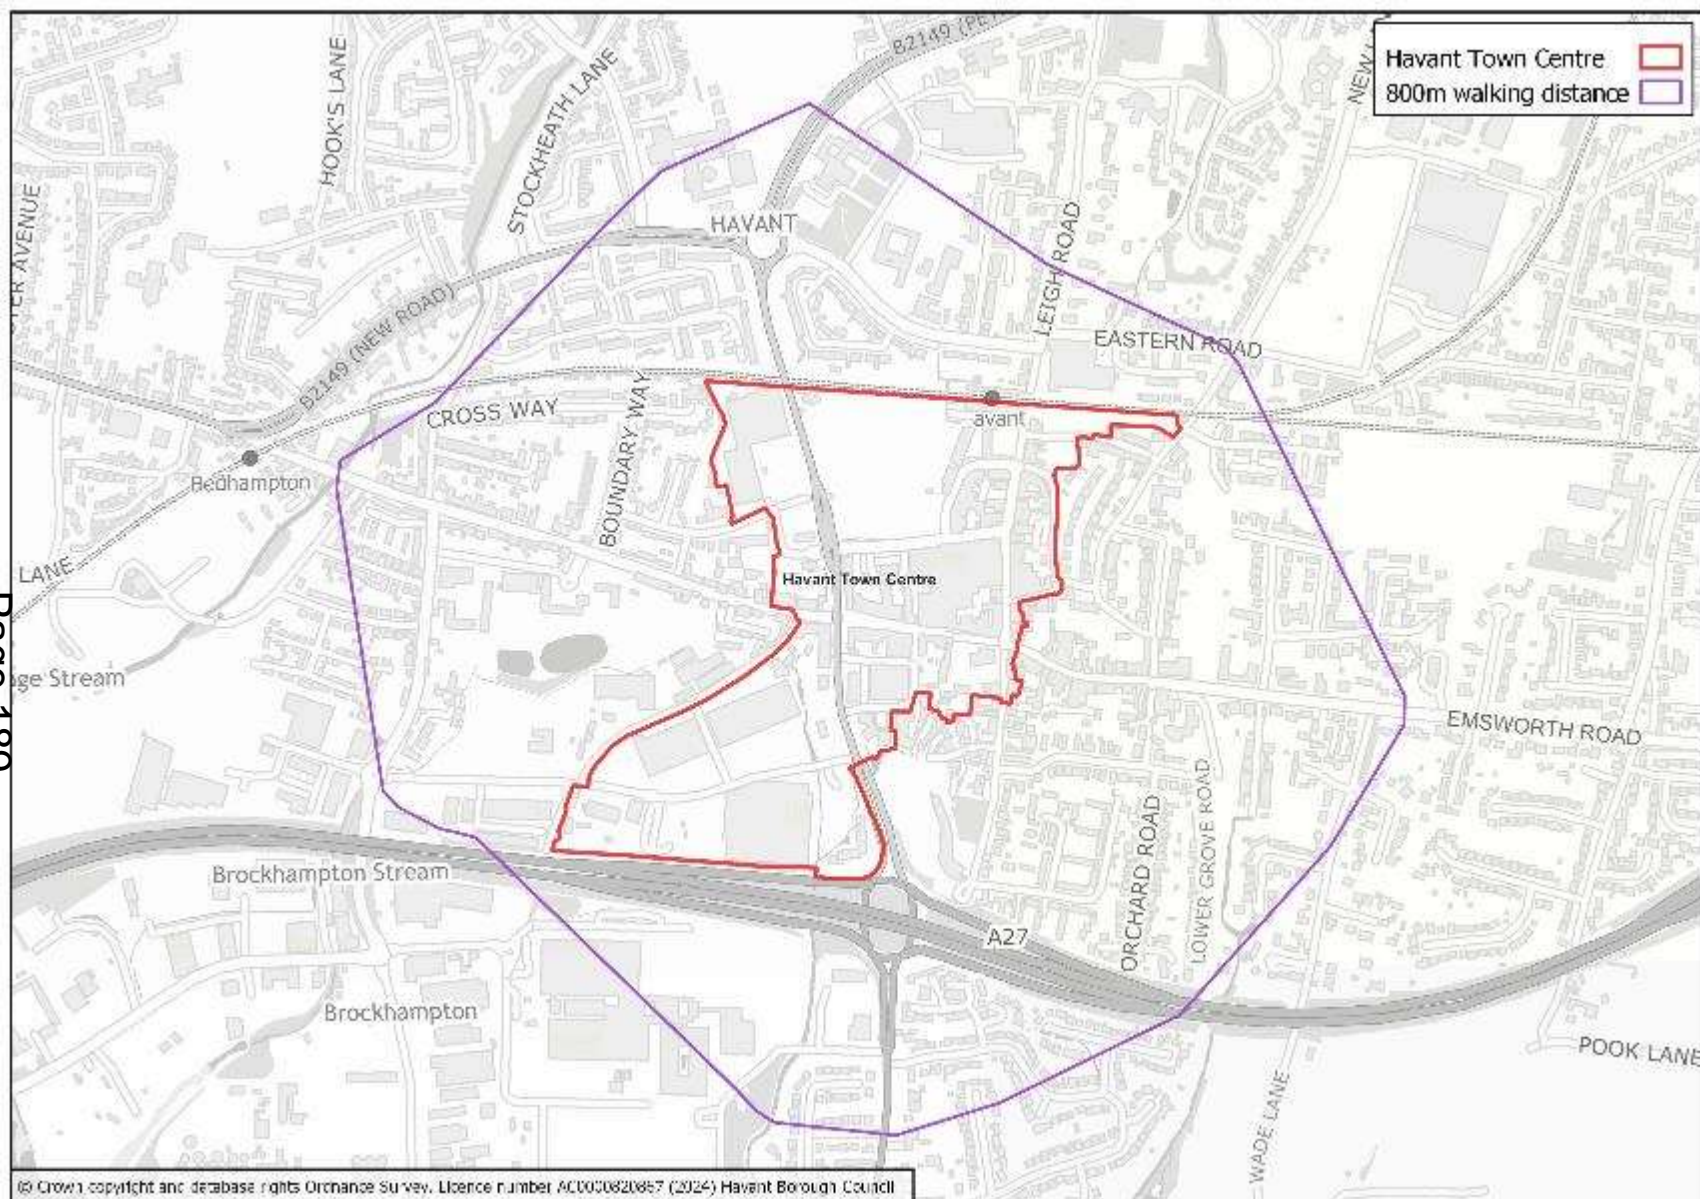 B2149 (PE
Havant Town Centre
800m walking distance
NEW
HOOK'S LANE
STOCKHEATH LANE
HAVANT
LEIGH ROAD
EASTERN ROAD
B2149 (NEW ROAD)
CROSS WAY
BOUNDARY WAY
avant
Bedhampton
LANE
Havant Town Centre
Stream
EMSWORTH ROAD
ORCHARD ROAD
LOWER GROVE ROAD
Brockhampton Stream
A27
Brockhampton
POOK LANE
WADE LANE
© Crown copyright and database rights Ordnance Survey. Licence number AC0000820857 (2024) Havant Borough Council